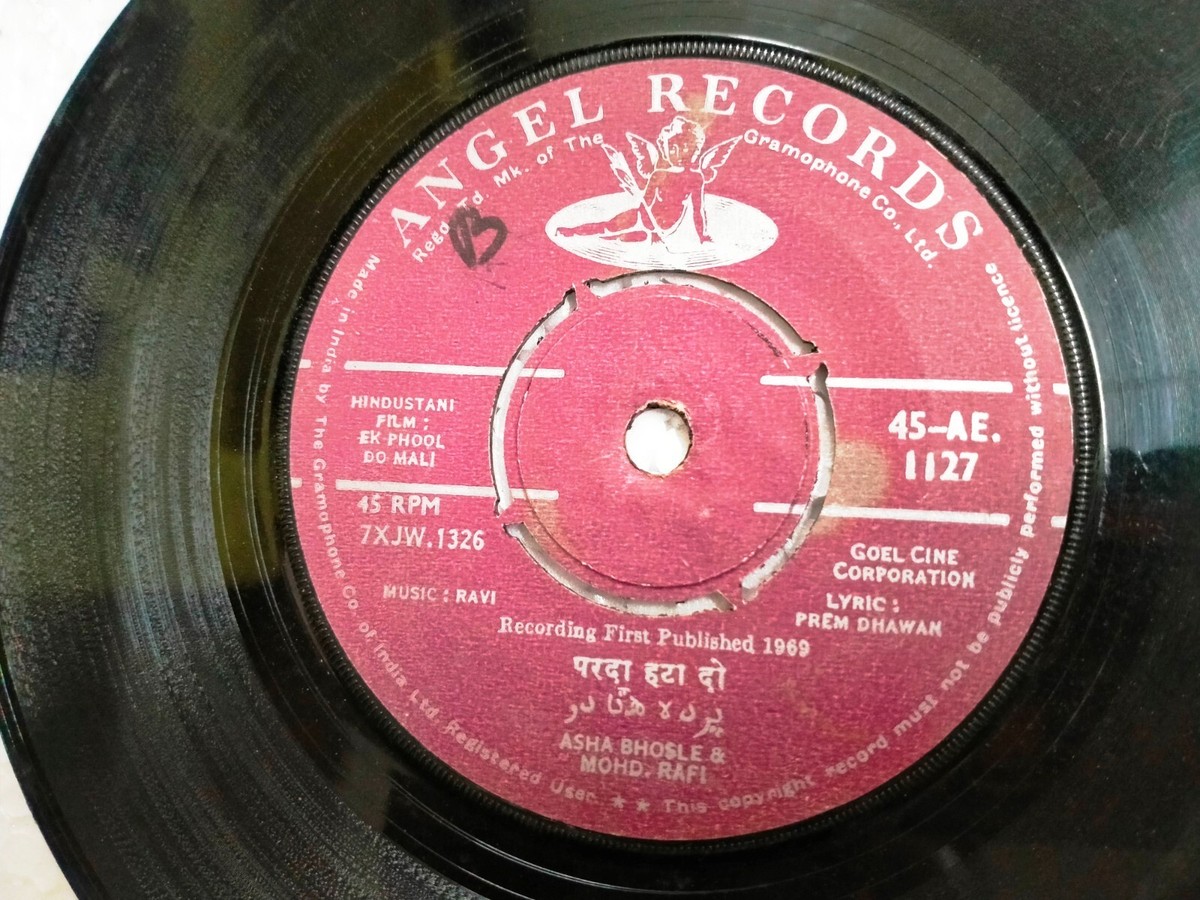 ANGEL RECORDS
Regd. Td. Mk. of The Gramophone Co., Ltd.
B
HINDUSTANI
FILM :
EK PHOOL
DO MALI
45 RPM
7XJW.1326
MUSIC : RAVI
45-AE.
1127
GOEL CINE
CORPORATION
LYRIC :
PREM DHAWAN
Recording First Published 1969
परदा हटा दो
پردہ ہٹا دو
ASHA BHOSLE &
MOHD. RAFI
Made in India by The Gramophone Co. of India Ltd. Registered User ★ ★ This copyright record must not be publicly performed without licence